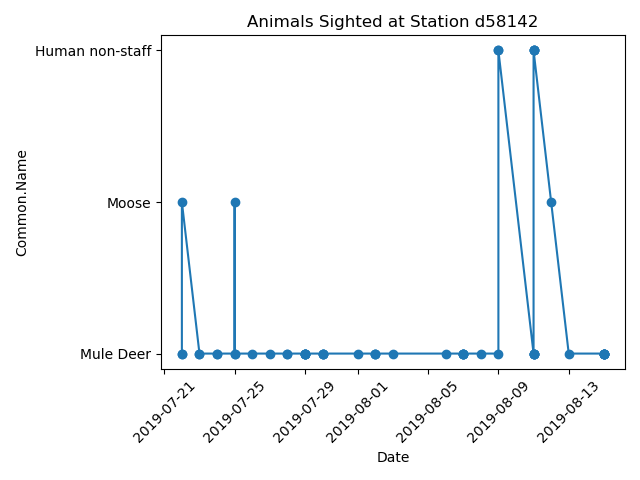 Animals Sighted at Station d58142
Human non-staff
Moose
Mule Deer
Common.Name
2019-07-21
2019-07-25
2019-07-29
2019-08-01
2019-08-05
2019-08-09
2019-08-13
Date